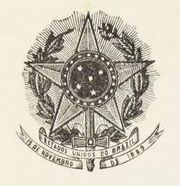 ESTADOS UNIDOS DO BRAZIL
15 DE NOVEMBRO DE 1889